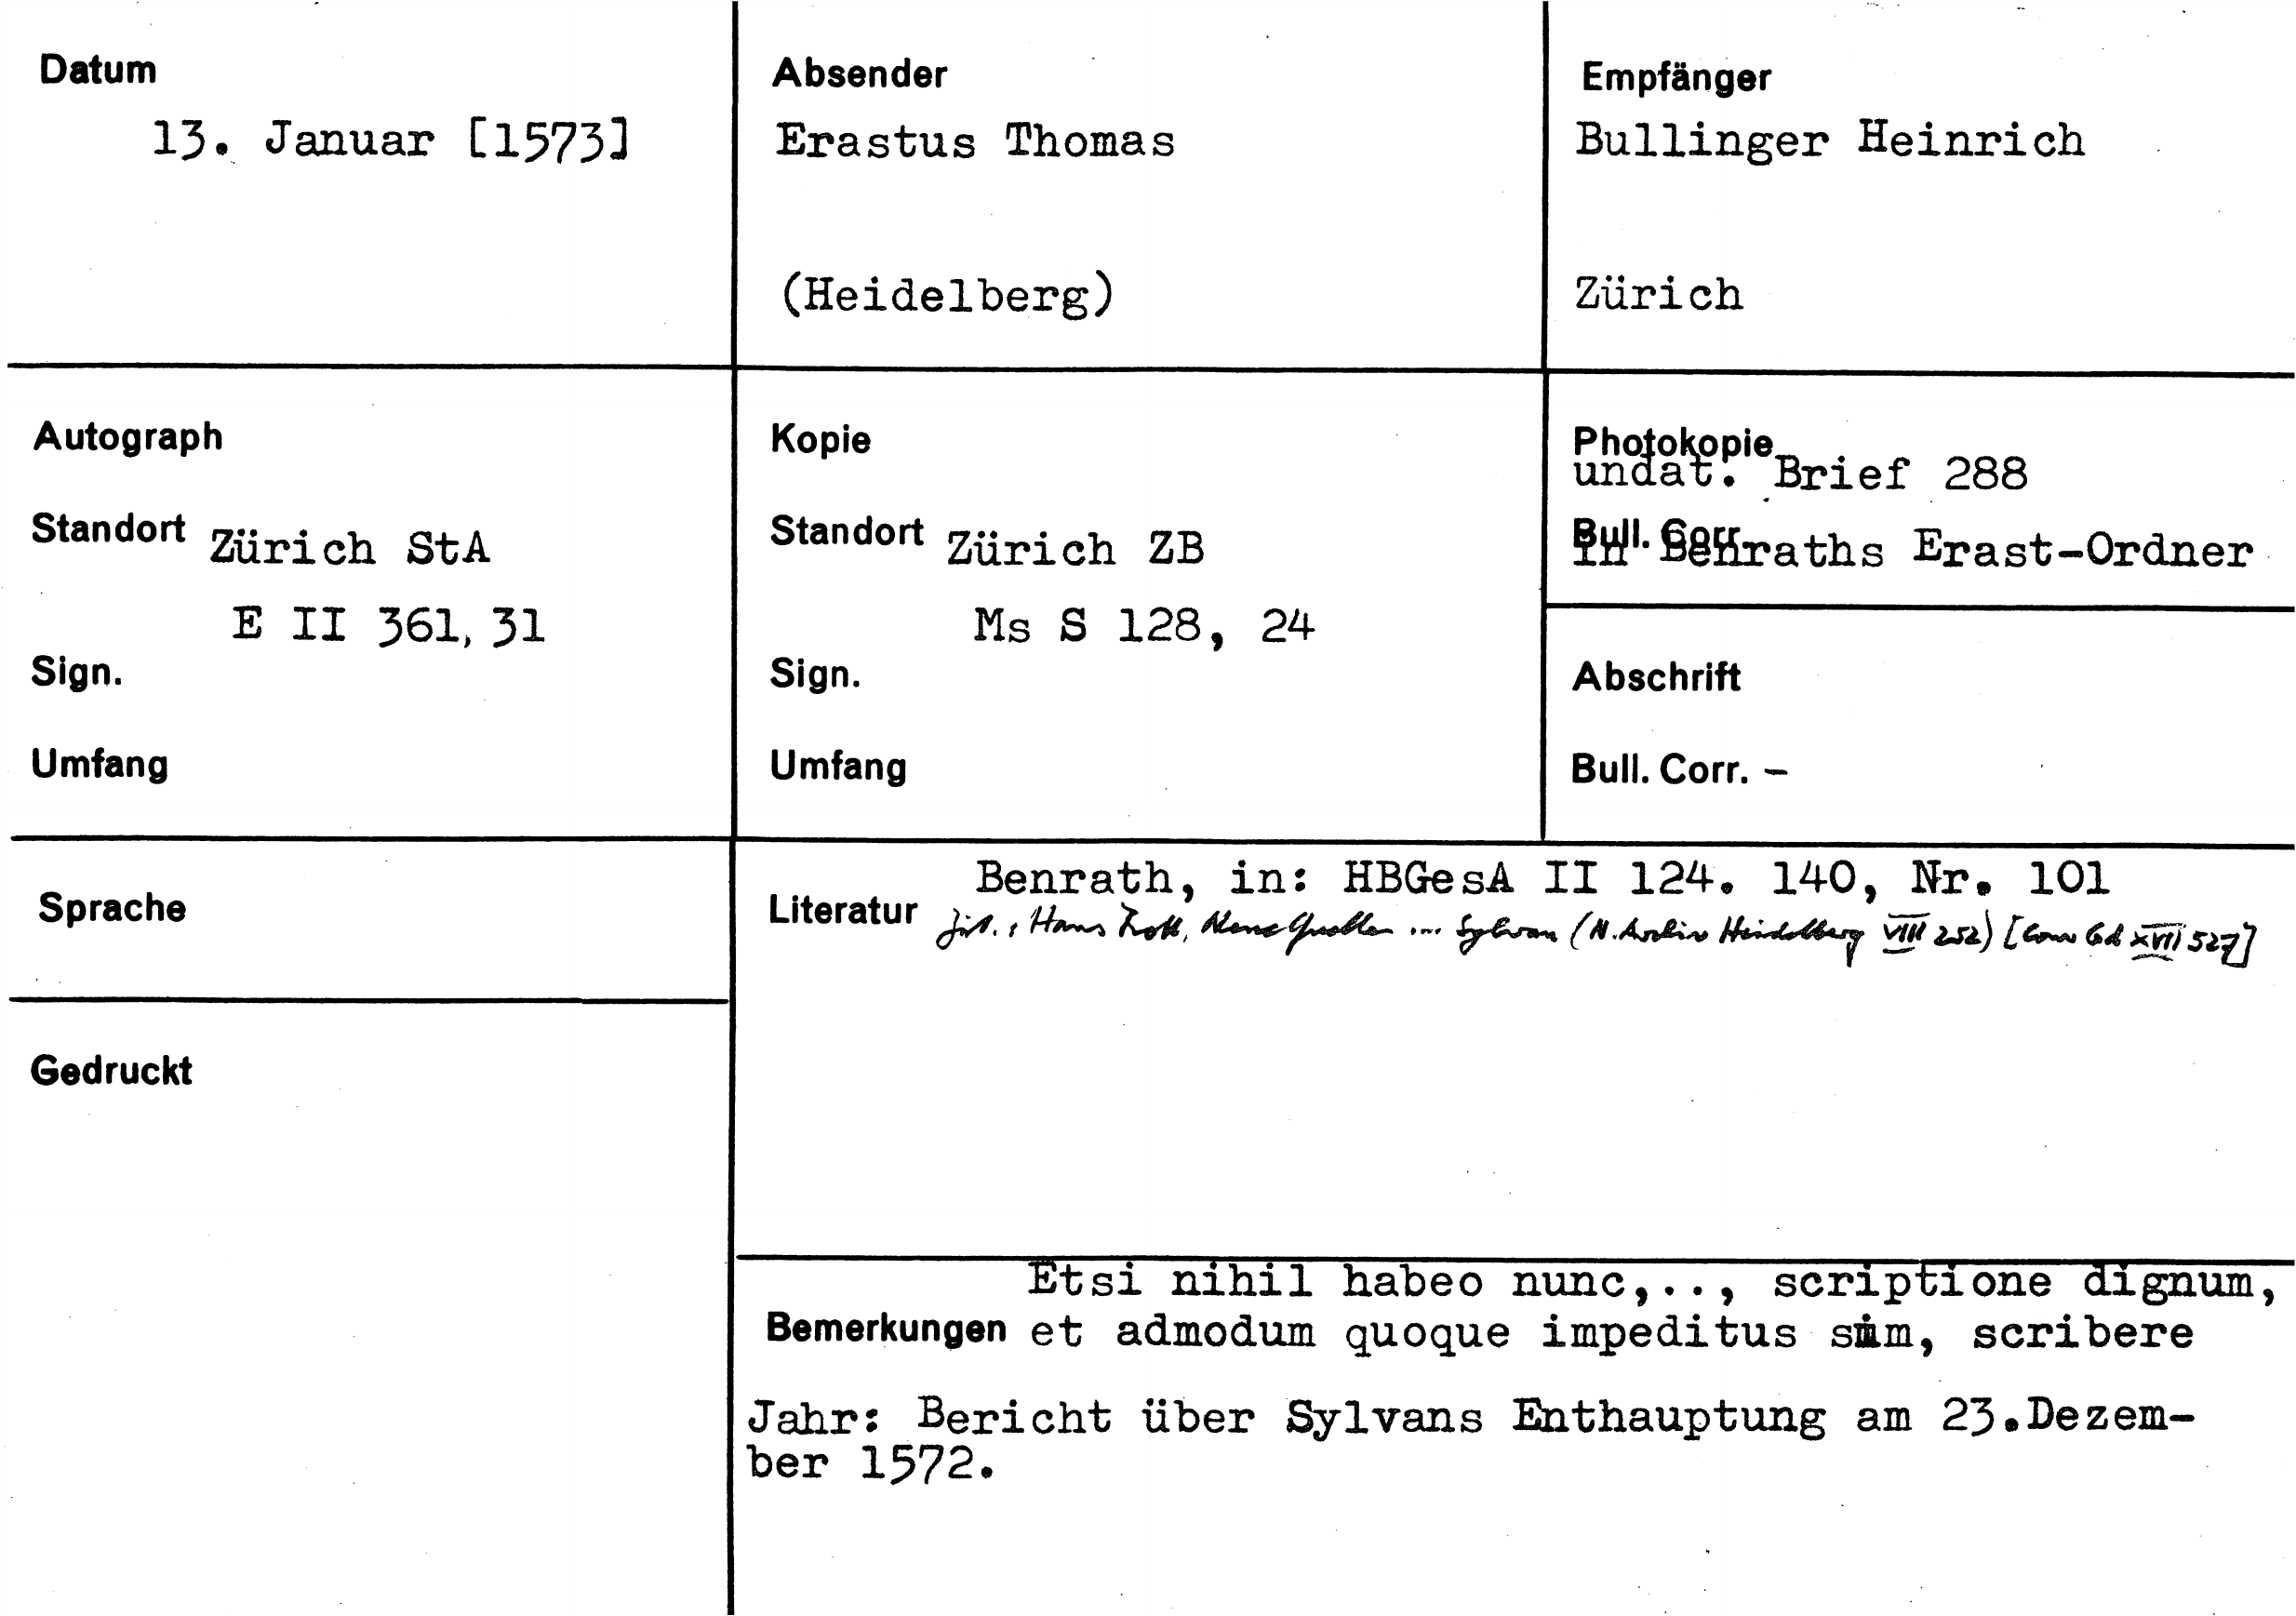 Datum
13. Januar [1573]
Absender
Erastus Thomas
(Heidelberg)
Empfänger
Bullinger Heinrich
Zürich
Autograph
Standort Zürich StA
E II 361, 31
Sign.
Umfang
Kopie
Standort Zürich ZB
Ms S 128, 24
Sign.
Umfang
Photokopie
undat. Brief 288
Bull. Corr.
in Benraths Erast-Ordner
Abschrift
Bull. Corr. –
Sprache
Gedruckt
Benrath, in: HBGesA II 124. 140, Nr. 101
Literatur Zit.: Hans Rott, Neue Quellen ... Sylvan (N. Archiv Heidelberg VIII 252) [ XVII 527]
Etsi nihil habeo nunc,.., scriptione dignum,
Bemerkungen et admodum quoque impeditus sim, scribere
Jahr: Bericht über Sylvans Enthauptung am 23.Dezem-
ber 1572.